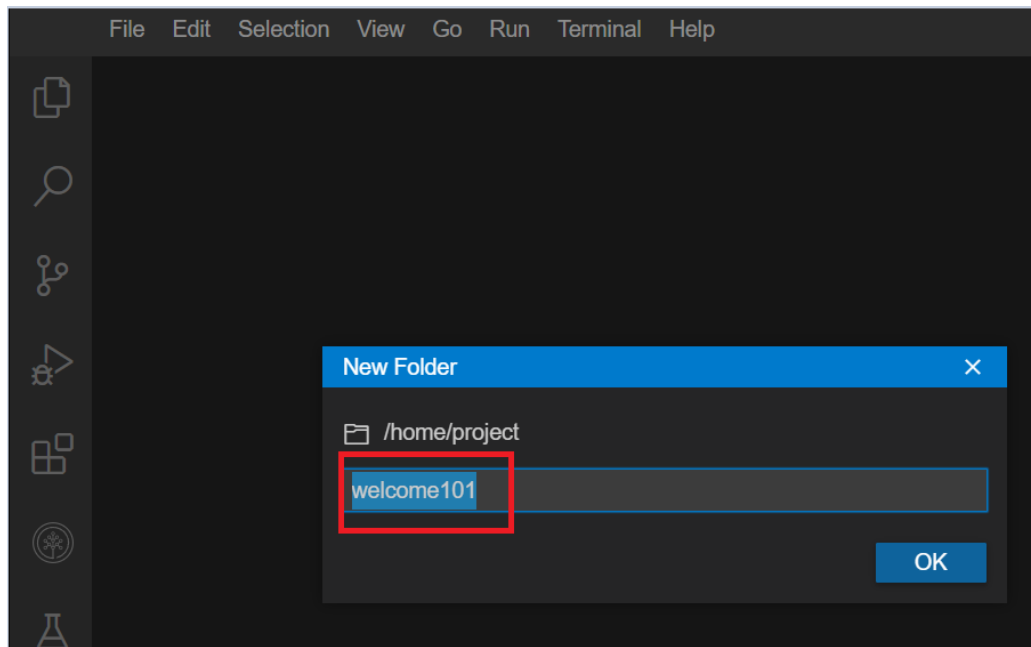 File Edit Selection View Go Run Terminal Help
New Folder
/home/project
welcome101
OK